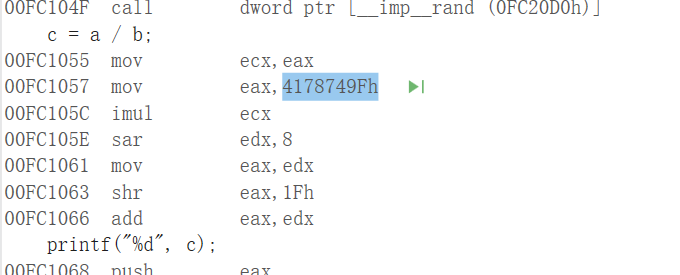 00FC104F call dword ptr [__imp__rand (0FC20D0h)]
c = a / b;
00FC1055 mov ecx,eax
00FC1057 mov eax,4178749Fh
00FC105C imul ecx
00FC105E sar edx,8
00FC1061 mov eax,edx
00FC1063 shr eax,1Fh
00FC1066 add eax,edx
printf("%d", c);
00FC1068 push eax